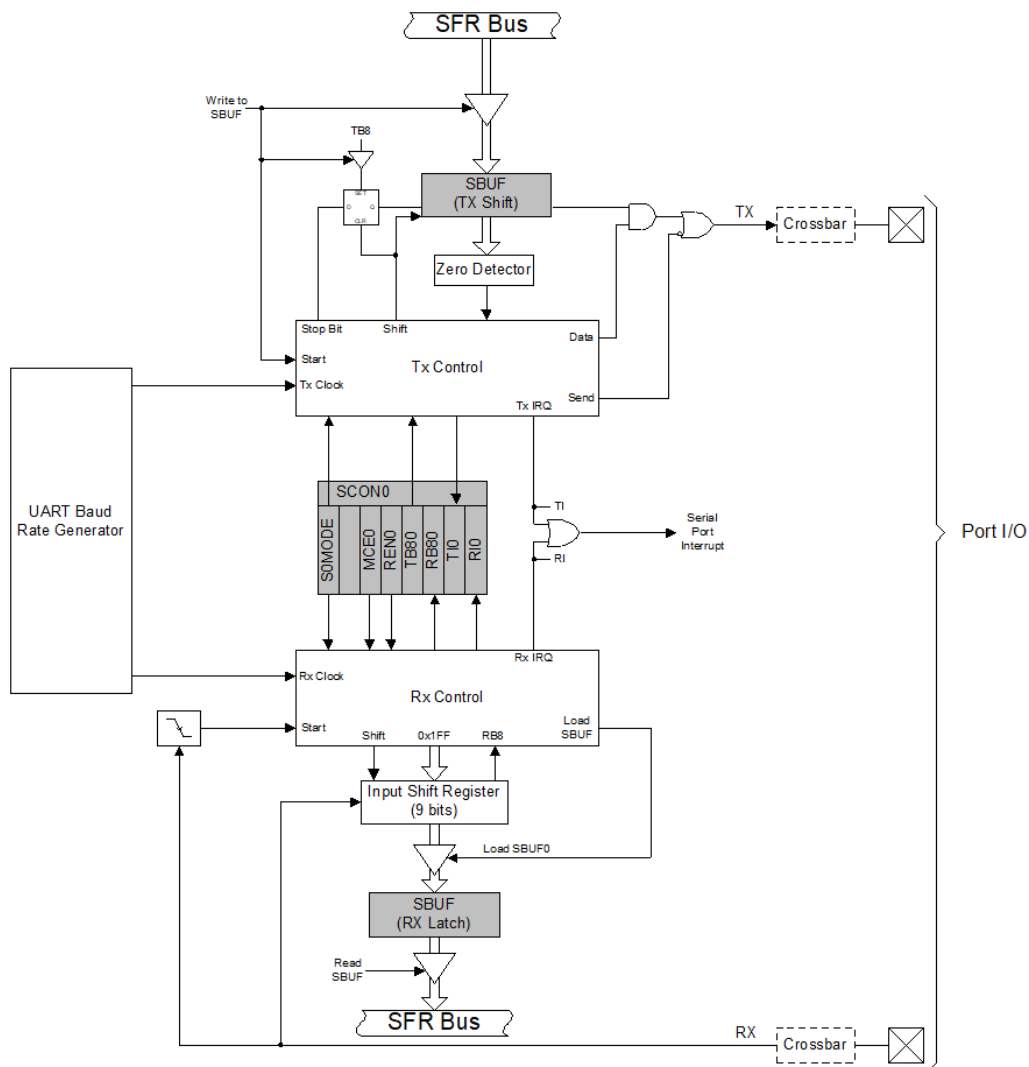 SFR Bus
Write to
SBUF
TB8
SET
D
Q
CLR
SBUF
(TX Shift)
TX
Crossbar
Zero Detector
Stop Bit
Shift
Data
Start
Tx Control
Tx Clock
Send
Tx IRQ
UART Baud
Rate Generator
SCON0
S0MODE
MCE0
REN0
TB80
RB80
TI0
RI0
TI
RI
Serial
Port
Interrupt
Port I/O
Rx IRQ
Rx Clock
Rx Control
Start
Load
SBUF
Shift
0x1FF
RB8
Input Shift Register
(9 bits)
Load SBUF0
SBUF
(RX Latch)
Read
SBUF
SFR Bus
RX
Crossbar